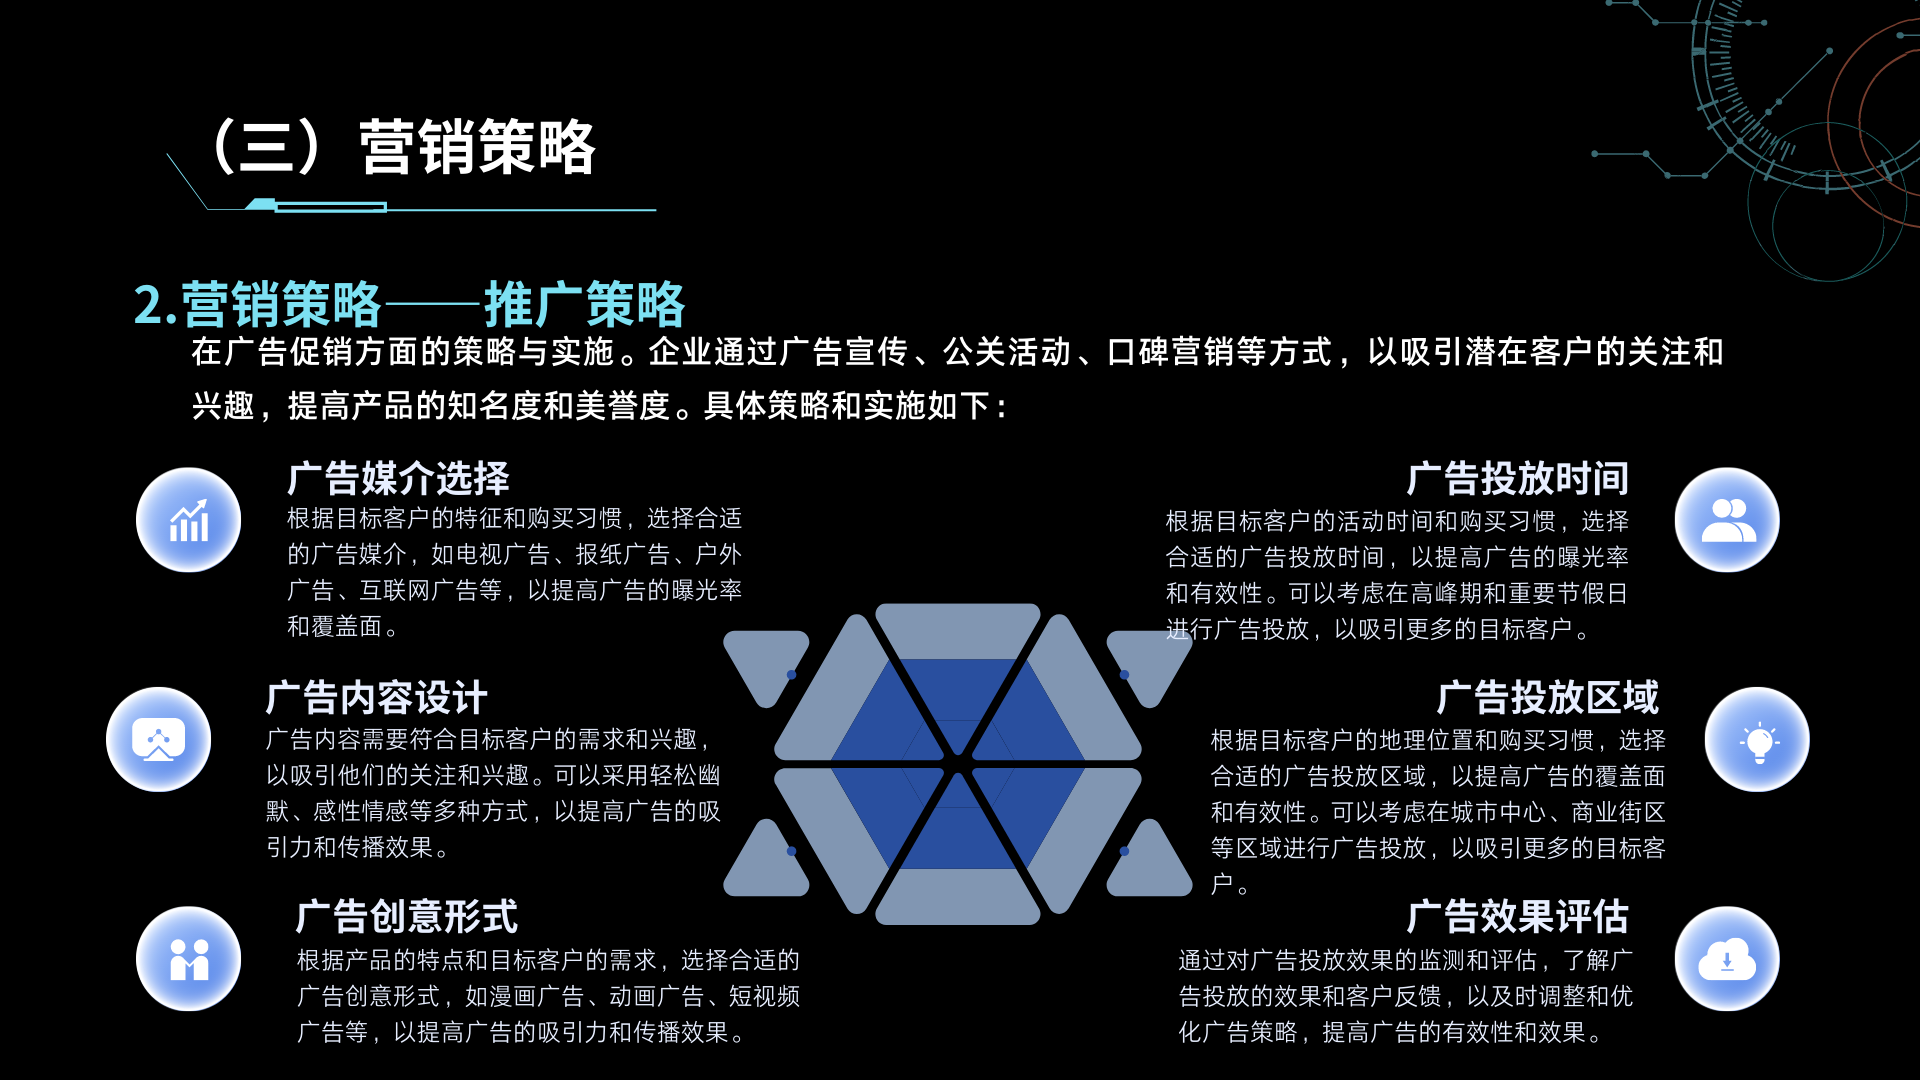 （三）营销策略
2.营销策略——推广策略
在广告促销方面的策略与实施。企业通过广告宣传、公关活动、口碑营销等方式，以吸引潜在客户的关注和
兴趣，提高产品的知名度和美誉度。具体策略和实施如下：
广告媒介选择
根据目标客户的特征和购买习惯，选择合适
的广告媒介，如电视广告、报纸广告、户外
广告、互联网广告等，以提高广告的曝光率
和覆盖面。
广告内容设计
广告内容需要符合目标客户的需求和兴趣，
以吸引他们的关注和兴趣。可以采用轻松幽
默、感性情感等多种方式，以提高广告的吸
引力和传播效果。
广告创意形式
根据产品的特点和目标客户的需求，选择合适的
广告创意形式，如漫画广告、动画广告、短视频
广告等，以提高广告的吸引力和传播效果。
广告投放时间
根据目标客户的活动时间和购买习惯，选择
合适的广告投放时间，以提高广告的曝光率
和有效性。可以考虑在高峰期和重要节假日
进行广告投放，以吸引更多的目标客户。
广告投放区域
根据目标客户的地理位置和购买习惯，选择
合适的广告投放区域，以提高广告的覆盖面
和有效性。可以考虑在城市中心、商业街区
等区域进行广告投放，以吸引更多的目标客
户。
广告效果评估
通过对广告投放效果的监测和评估，了解广
告投放的效果和客户反馈，以及时调整和优
化广告策略，提高广告的有效性和效果。